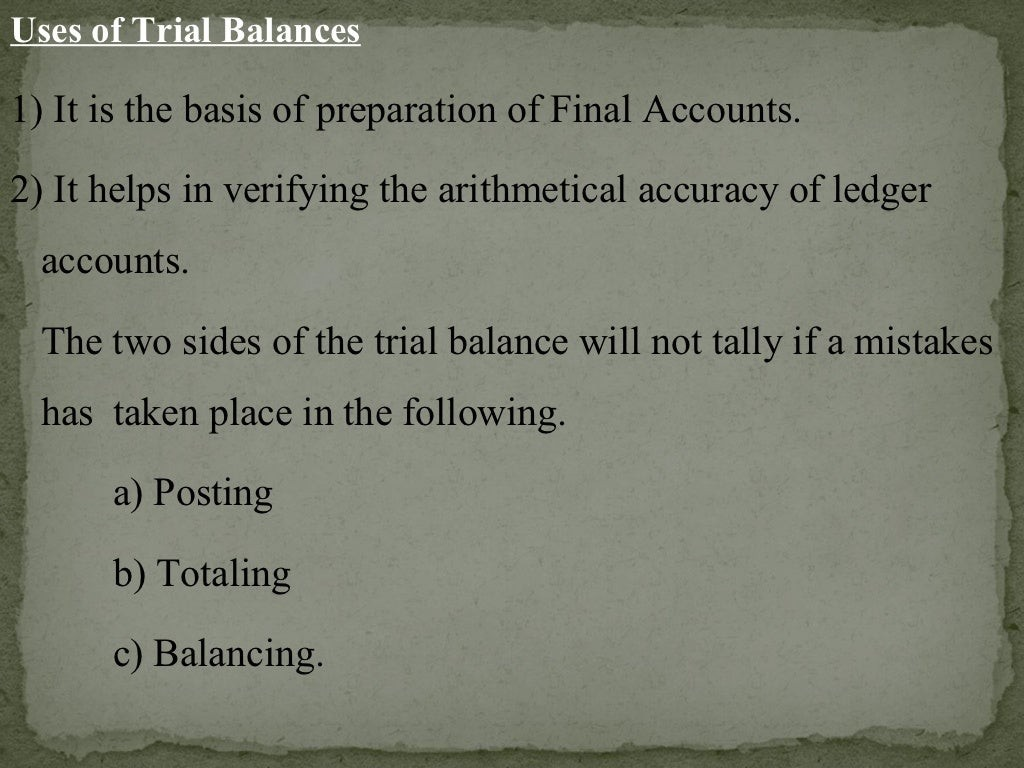 Uses of Trial Balances
1) It is the basis of preparation of Final Accounts.
2) It helps in verifying the arithmetical accuracy of ledger
accounts.
The two sides of the trial balance will not tally if a mistakes
has  taken place in the following.
a) Posting
b) Totaling
c) Balancing.